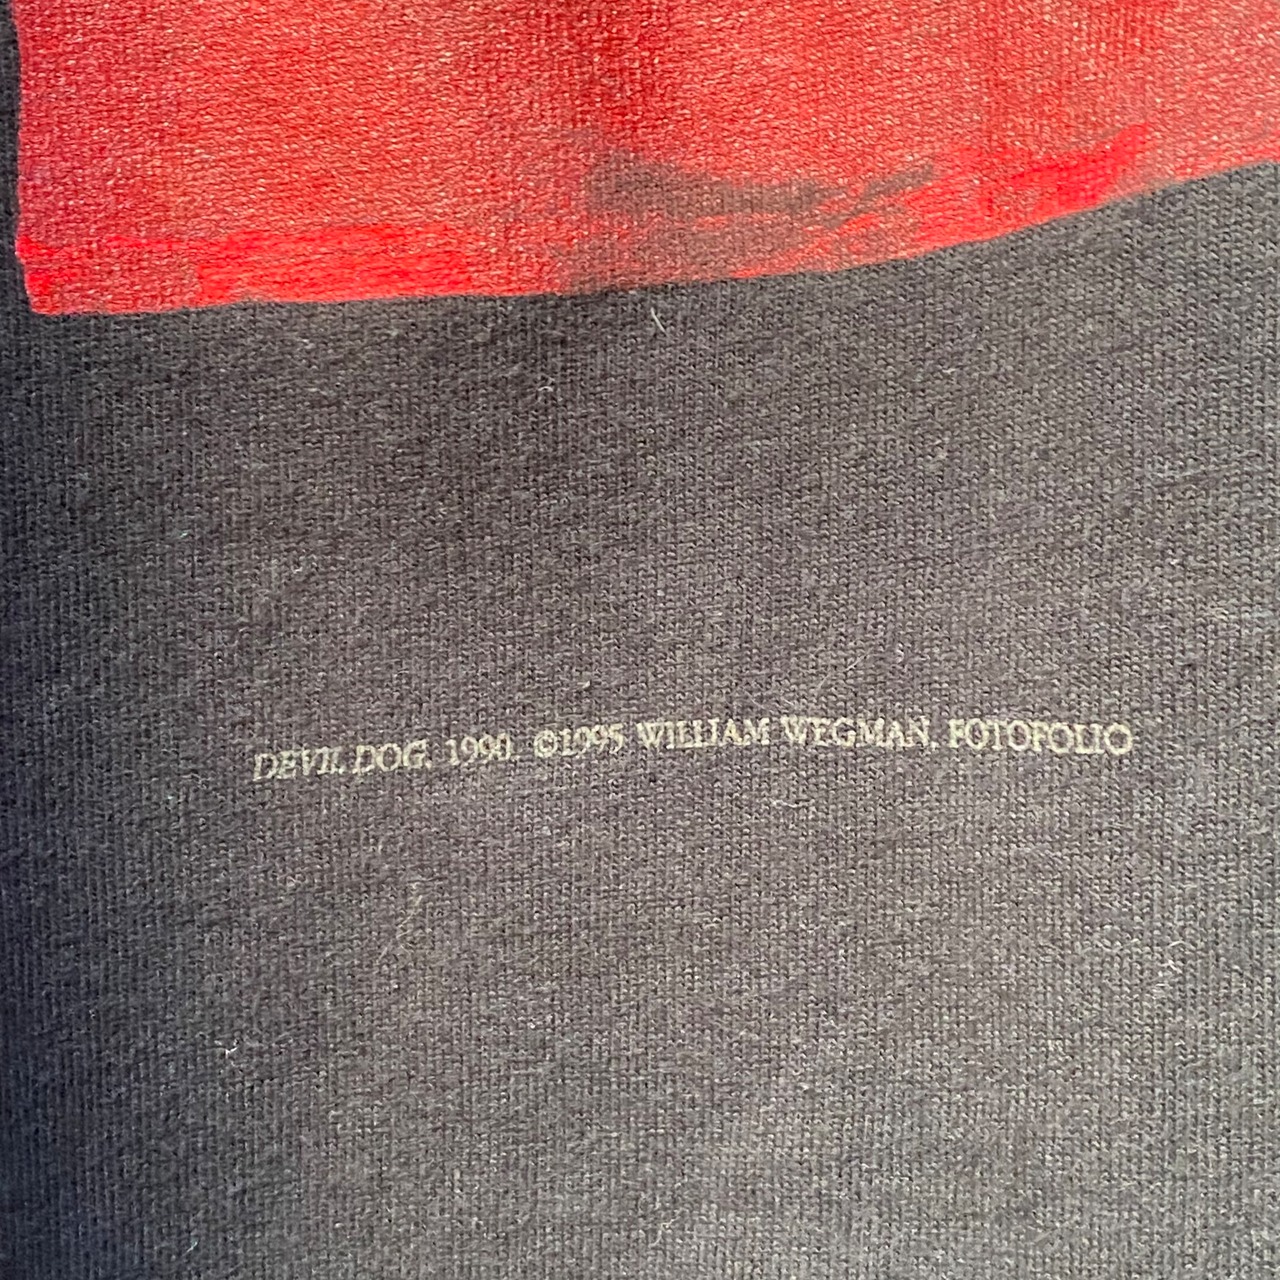 DEVIL DOG, 1990. ©1995 WILLIAM WEGMAN, FOTOFOLIO